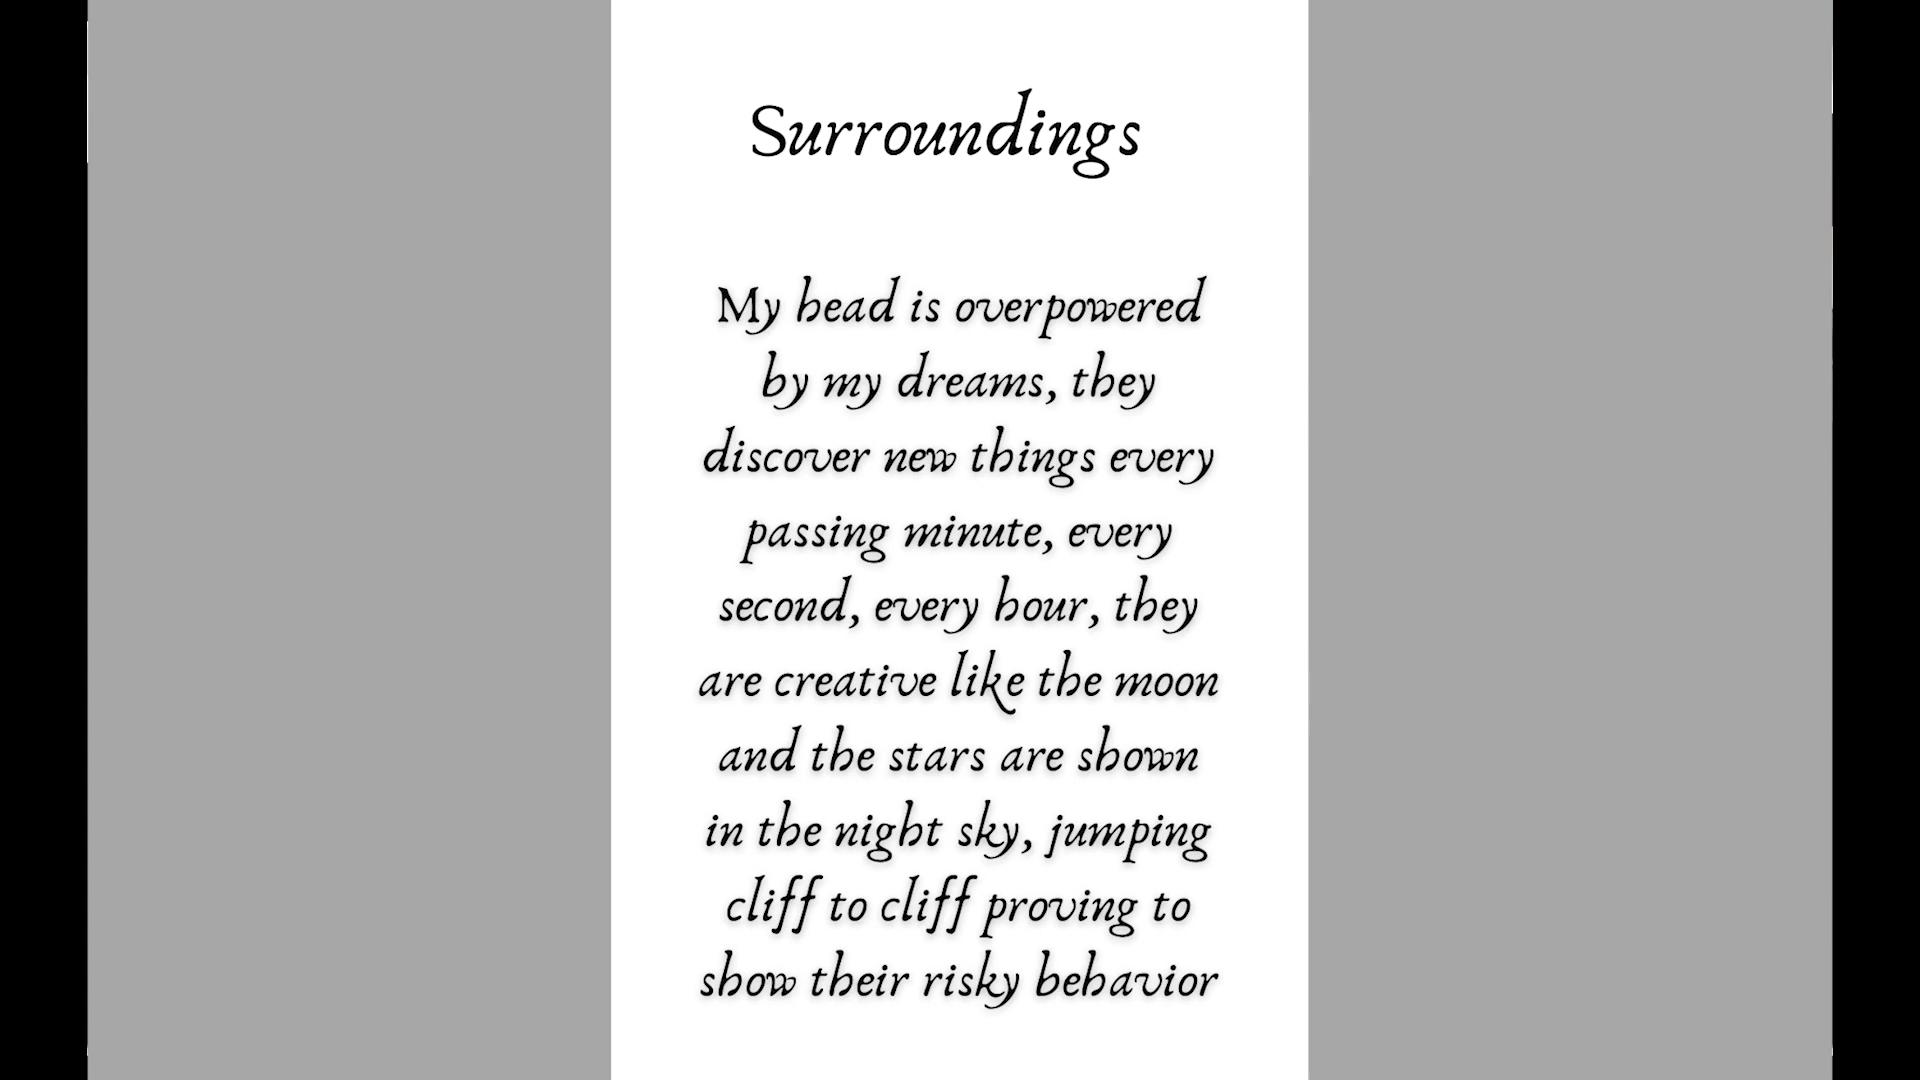 Surroundings
My head is overpowered
by my dreams, they
discover new things every
passing minute, every
second, every hour, they
are creative like the moon
and the stars are shown
in the night sky, jumping
cliff to cliff proving to
show their risky behavior